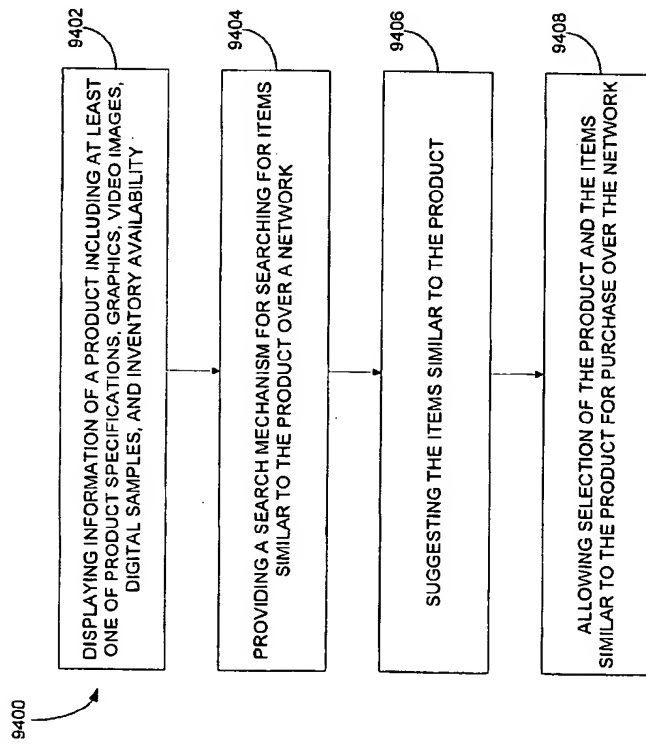 9400
9402
DISPLAYING INFORMATION OF A PRODUCT INCLUDING AT LEAST
ONE OF PRODUCT SPECIFICATIONS, GRAPHICS, VIDEO IMAGES,
DIGITAL SAMPLES, AND INVENTORY AVAILABILITY
9404
PROVIDING A SEARCH MECHANISM FOR SEARCHING FOR ITEMS
SIMILAR TO THE PRODUCT OVER A NETWORK
9406
SUGGESTING THE ITEMS SIMILAR TO THE PRODUCT
9408
ALLOWING SELECTION OF THE PRODUCT AND THE ITEMS
SIMILAR TO THE PRODUCT FOR PURCHASE OVER THE NETWORK